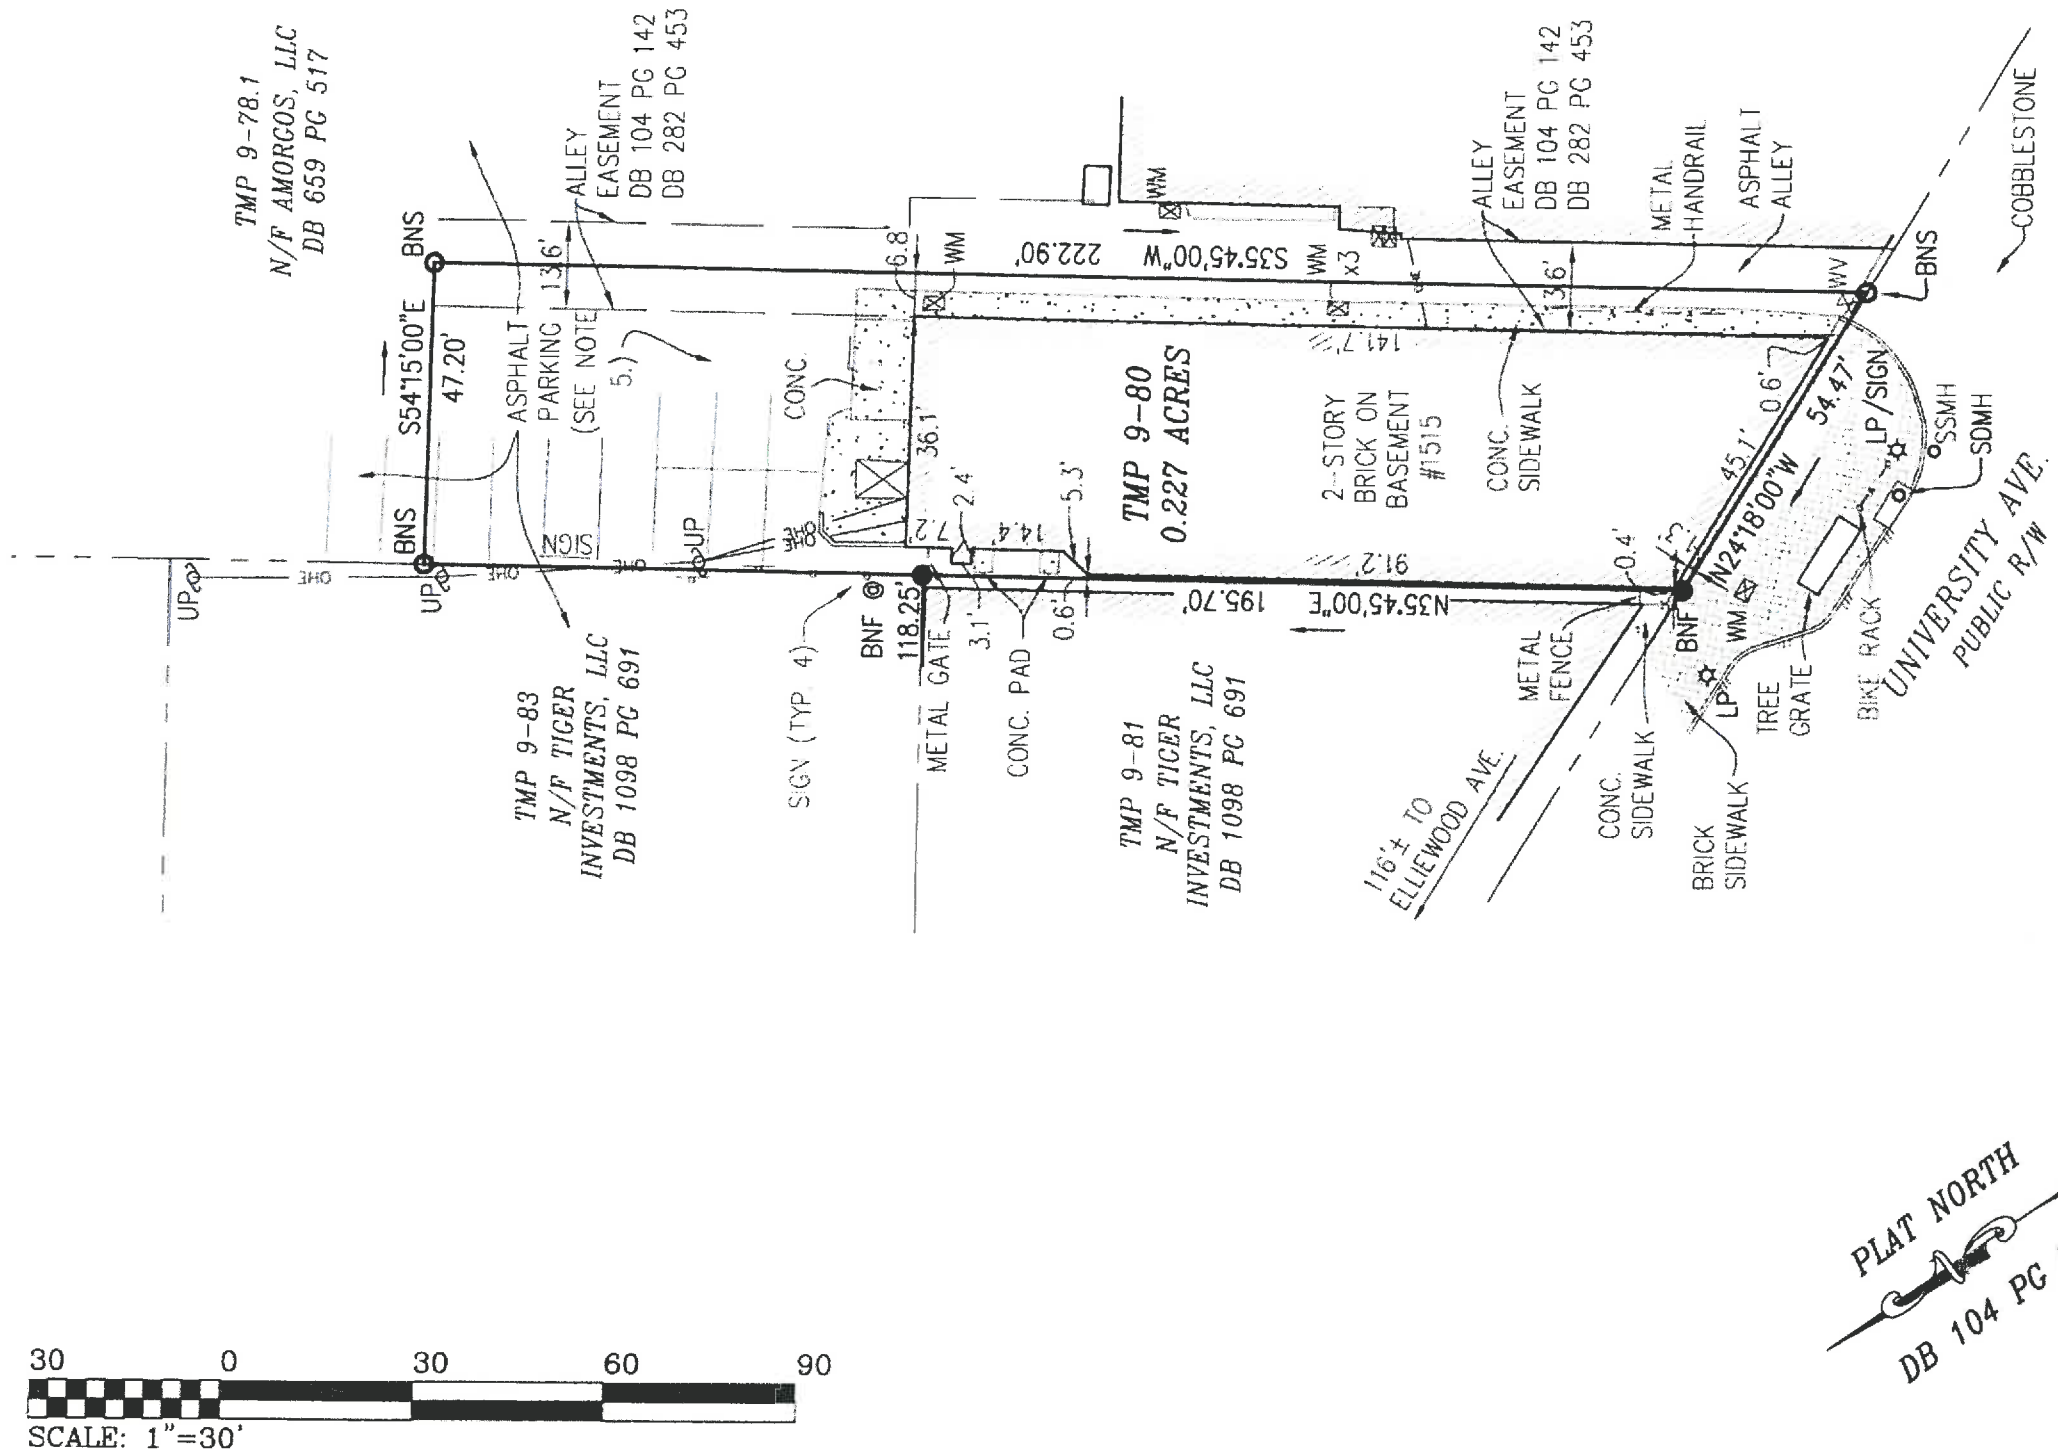 TMP 9-78.1
N/F AMORGOS, LLC
DB 659 PG 517
BNS
S54°15'00"E
47.20'
BNS
13.6'
ALLEY
EASEMENT
DB 104 PG 142
DB 282 PG 453
ASPHALT
PARKING
(SEE NOTE
5.)
SIGN
UP
UP
UP
OHE
OHE
OHE
OHE
OHE
CONC.
6.8
WM
WM
222.90'
S35°45'00"W
WM
x3
ALLEY
EASEMENT
DB 104 PG 142
DB 282 PG 453
13.6'
METAL
HANDRAIL
ASPHALT
ALLEY
WV
BNS
COBBLESTONE
36.1'
7.2'
2.4'
14.4'
5.3'
TMP 9-80
0.227 ACRES
141.7'
2-STORY
BRICK ON
BASEMENT
#1515
CONC.
SIDEWALK
91.2'
0.6'
54.47'
45.1'
N24°18'00"W
LP/SIGN
SSMH
SDMH
UNIVERSITY AVE.
PUBLIC R/W
TMP 9-83
N/F TIGER
INVESTMENTS, LLC
DB 1098 PG 691
SIGN (TYP. 4)
BNF @
118.25'
METAL GATE
3.1'
CONC. PAD
0.6'
195.70'
N35°45'00"E
TMP 9-81
N/F TIGER
INVESTMENTS, LLC
DB 1098 PG 691
METAL
FENCE
0.4'
BNF
WM
LP
TREE
GRATE
BIKE RACK
116'± TO
ELLIEWOOD AVE.
CONC.
SIDEWALK
BRICK
SIDEWALK
PLAT NORTH
DB 104 PG
30 0 30 60 90
SCALE: 1"=30'